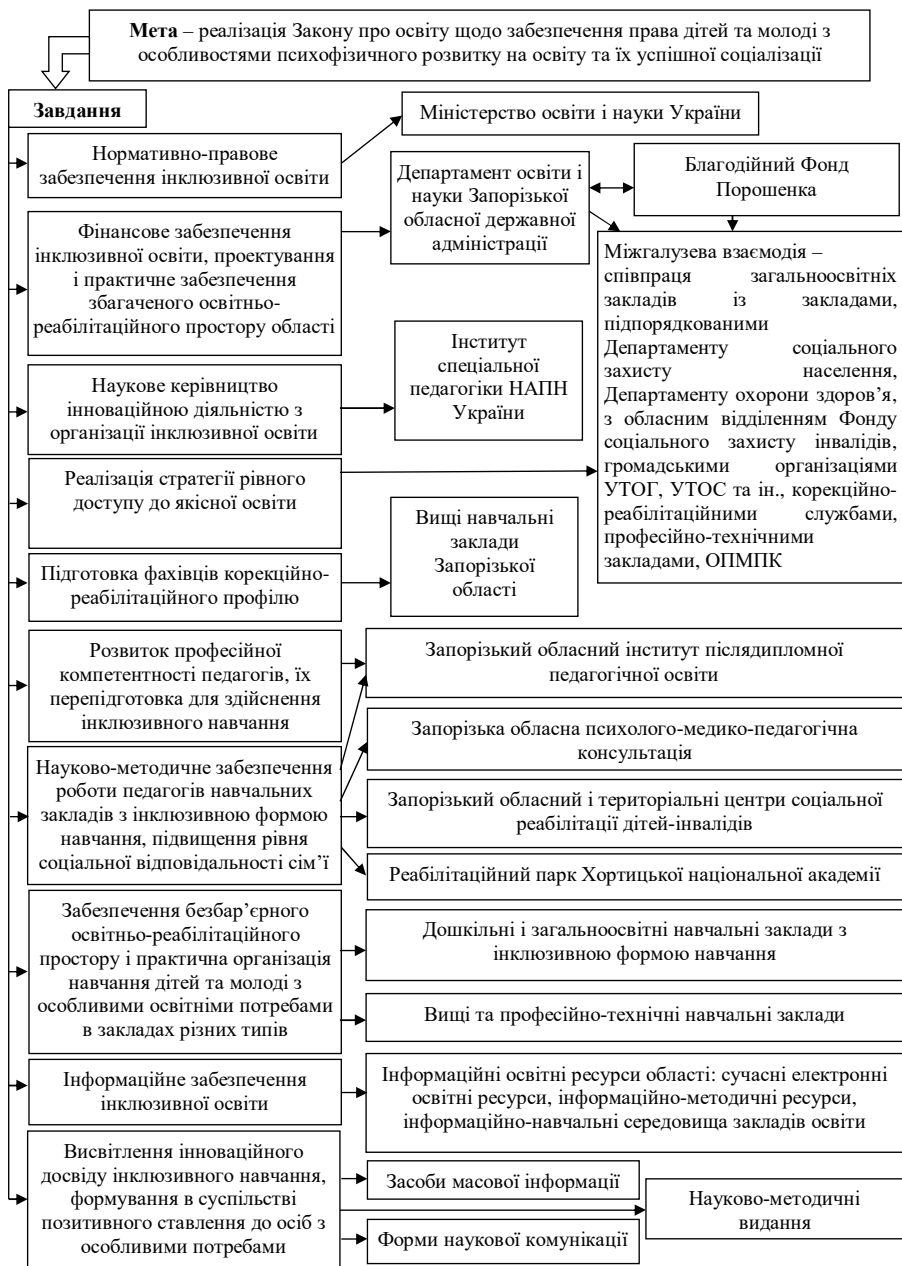 Мета – реалізація Закону про освіту щодо забезпечення права дітей та молоді з
особливостями психофізичного розвитку на освіту та їх успішної соціалізації
Завдання
Міністерство освіти і науки України
Нормативно-правове
забезпечення інклюзивної освіти
Департамент освіти і
науки Запорізької
обласної державної
адміністрації
Благодійний Фонд
Порошенка
Фінансове забезпечення
інклюзивної освіти, проектування
і практичне забезпечення
збагаченого освітньо-
реабілітаційного простору області
Міжгалузева взаємодія –
співпраця загальноосвітніх
закладів із закладами,
підпорядкованими
Департаменту соціального
захисту населення,
Департаменту охорони здоров’я,
з обласним відділенням Фонду
соціального захисту інвалідів,
громадськими організаціями
УТОГ, УТОС та ін., корекційно-
реабілітаційними службами,
професійно-технічними
закладами, ОПМПК
Наукове керівництво
інноваційною діяльністю з
організації інклюзивної освіти
Інститут
спеціальної
педагогіки НАПН
України
Реалізація стратегії рівного
доступу до якісної освіти
Вищі навчальні
заклади
Запорізької
області
Підготовка фахівців корекційно-
реабілітаційного профілю
Розвиток професійної
компетентності педагогів, їх
перепідготовка для здійснення
інклюзивного навчання
Запорізький обласний інститут післядипломної
педагогічної освіти
Науково-методичне забезпечення
роботи педагогів навчальних
закладів з інклюзивною формою
навчання, підвищення рівня
соціальної відповідальності сім’ї
Запорізька обласна психолого-медико-педагогічна
консультація
Запорізький обласний і територіальні центри соціальної
реабілітації дітей-інвалідів
Реабілітаційний парк Хортицької національної академії
Забезпечення безбар’єрного
освітньо-реабілітаційного
простору і практична організація
навчання дітей та молоді з
особливими освітніми потребами
в закладах різних типів
Дошкільні і загальноосвітні навчальні заклади з
інклюзивною формою навчання
Вищі та професійно-технічні навчальні заклади
Інформаційне забезпечення
інклюзивної освіти
Інформаційні освітні ресурси області: сучасні електронні
освітні ресурси, інформаційно-методичні ресурси,
інформаційно-навчальні середовища закладів освіти
Висвітлення інноваційного
досвіду інклюзивного навчання,
формування в суспільстві
позитивного ставлення до осіб з
особливими потребами
Засоби масової інформації
Науково-методичні
видання
Форми наукової комунікації